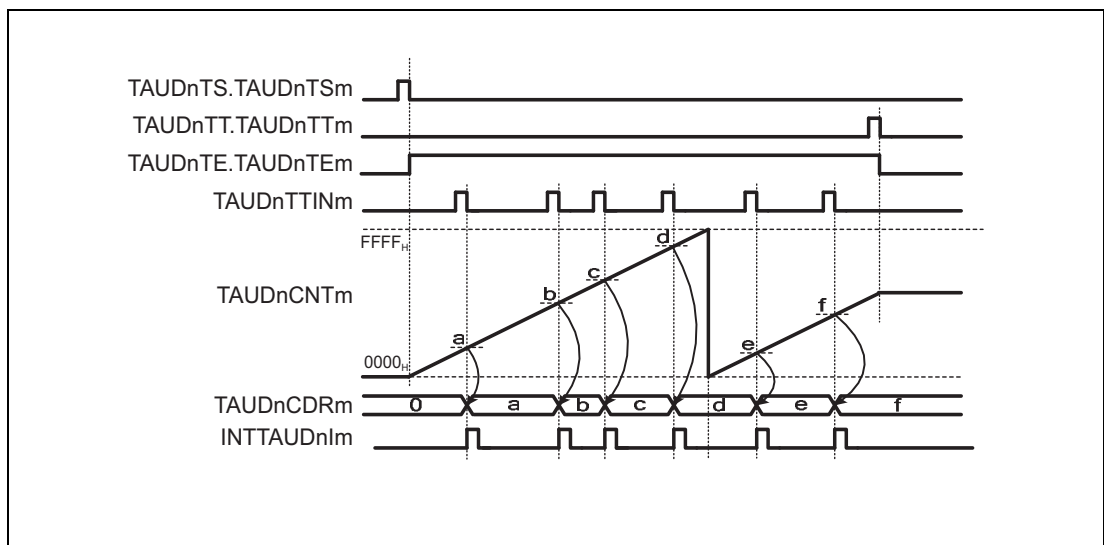 TAUDnTS.TAUDnTSm
TAUDnTT.TAUDnTTm
TAUDnTE.TAUDnTEm
TAUDnTTINm
FFFFH
d
c
b
a
f
e
TAUDnCNTm
0000H
TAUDnCDRm 0 a b c d e f
INTTAUDnIm